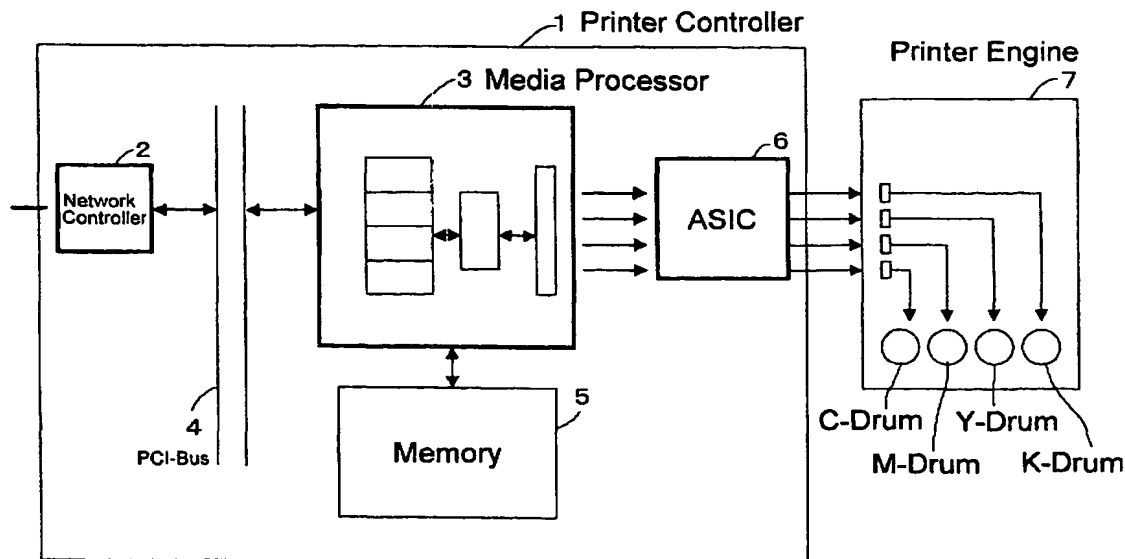 1 Printer Controller
Printer Engine
7
3 Media Processor
2
Network
Controller
6
ASIC
4
PCI-Bus
5
Memory
C-Drum
Y-Drum
M-Drum
K-Drum